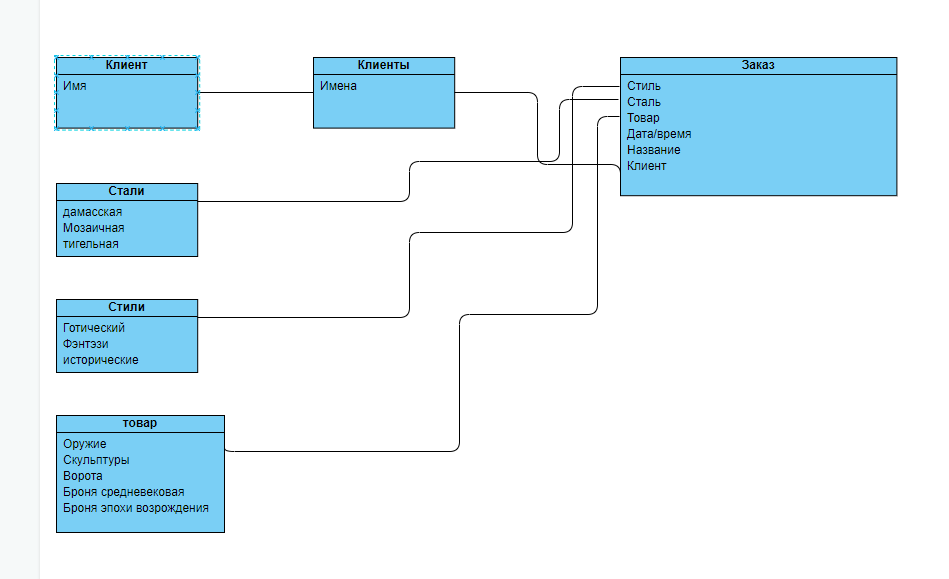 Клиент
Имя
Клиенты
Имена
Заказ
Стиль
Сталь
Товар
Дата/время
Название
Клиент
Стали
дамасская
Мозаичная
тигельная
Стили
Готический
Фэнтэзи
исторические
товар
Оружие
Скульптуры
Ворота
Броня средневековая
Броня эпохи возрождения